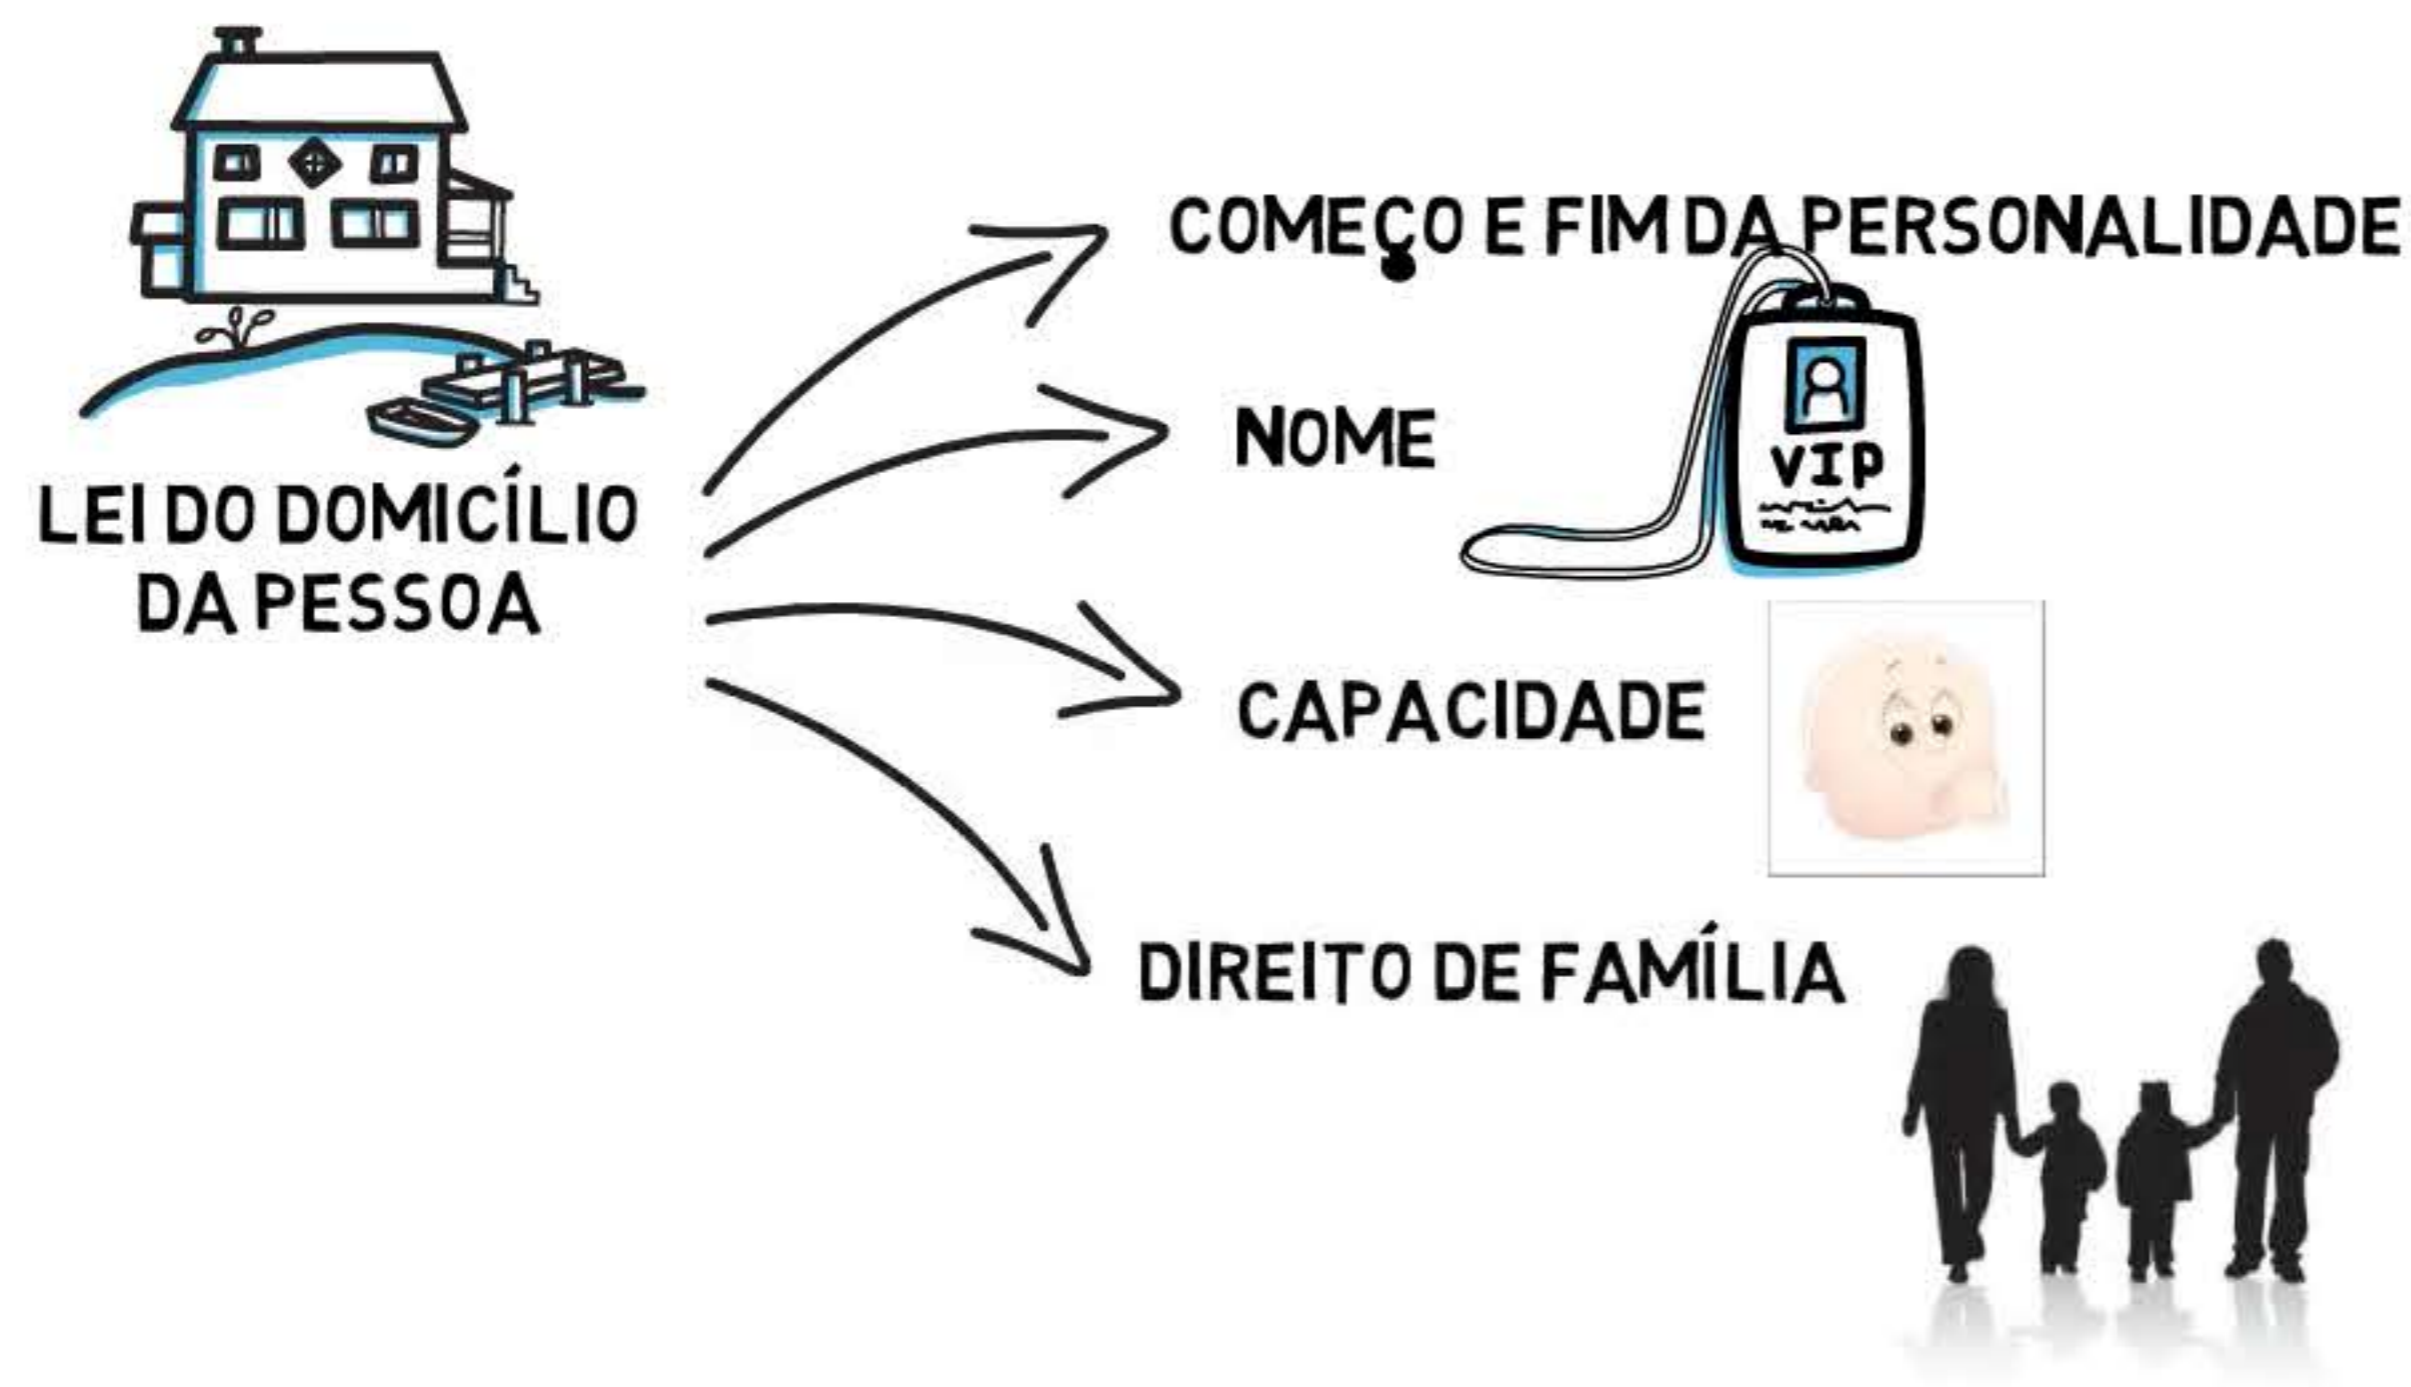 COMEÇO E FIM DA PERSONALIDADE
NOME
VIP
LEI DO DOMICÍLIO
DA PESSOA
CAPACIDADE
DIREITO DE FAMÍLIA